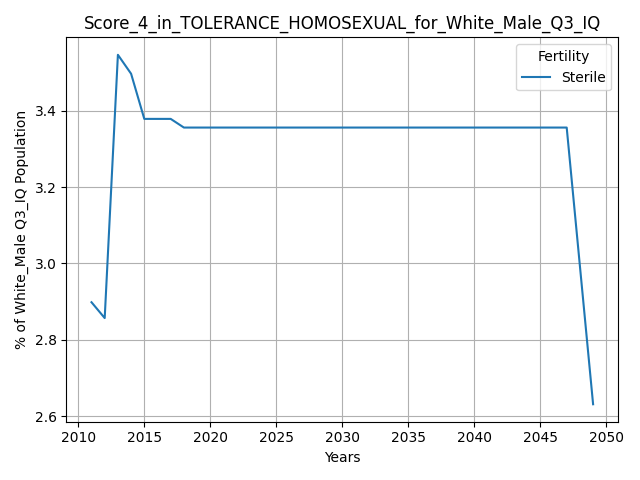 Score_4_in_TOLERANCE_HOMOSEXUAL_for_White_Male_Q3_IQ
Fertility
Sterile
% of White_Male Q3_IQ Population
3.4
3.2
3.0
2.8
2.6
2010 2015 2020 2025 2030 2035 2040 2045 2050
Years